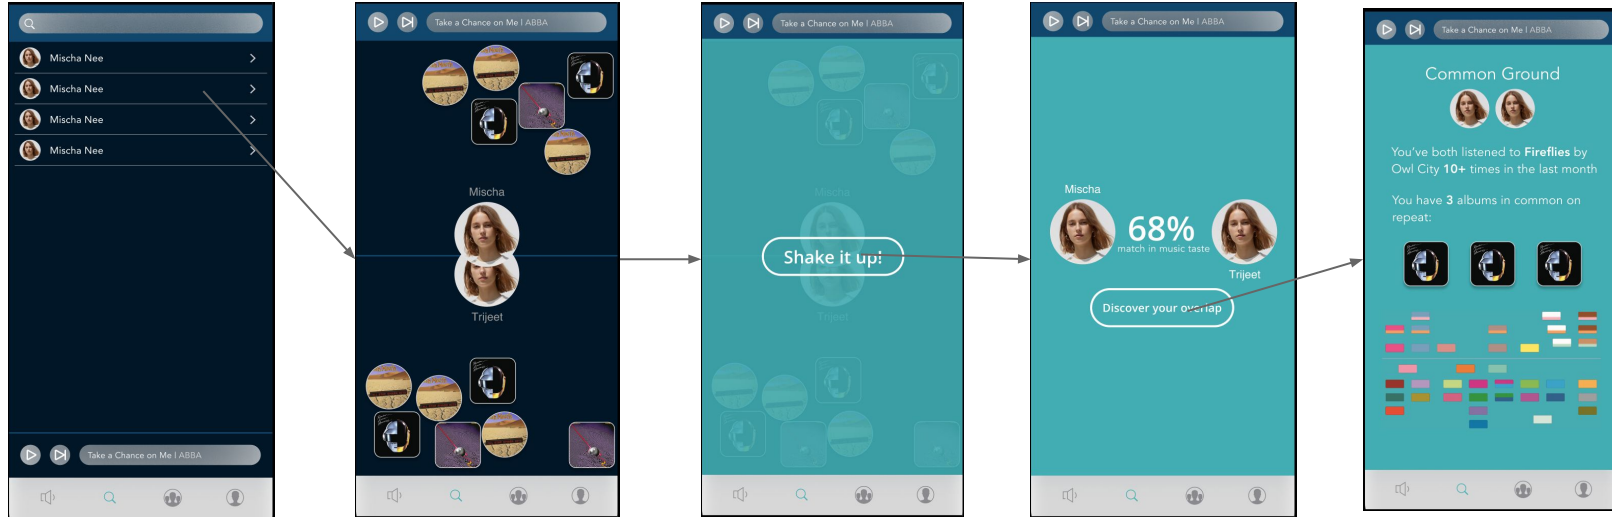 Mischa Nee
Mischa Nee
Mischa Nee
Mischa Nee
Take a Chance on Me | ABBA
Take a Chance on Me | ABBA
Mischa
Trijeet
Take a Chance on Me | ABBA
Mischa
Shake it up!
Trijeet
Take a Chance on Me | ABBA
Mischa
68%
match in music taste
Trijeet
Discover your overlap
Take a Chance on Me | ABBA
Common Ground
You've both listened to Fireflies by
Owl City 10+ times in the last month
You have 3 albums in common on
repeat: